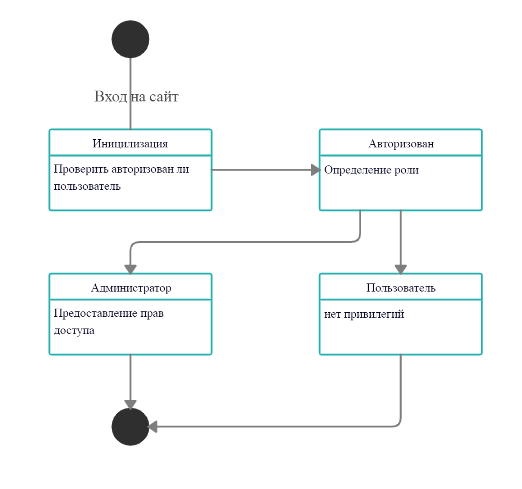 Вход на сайт
Иницилизация
Проверить авторизован ли
пользователь
Авторизован
Определение роли
Администратор
Предоставление прав
доступа
Пользователь
нет привилегий